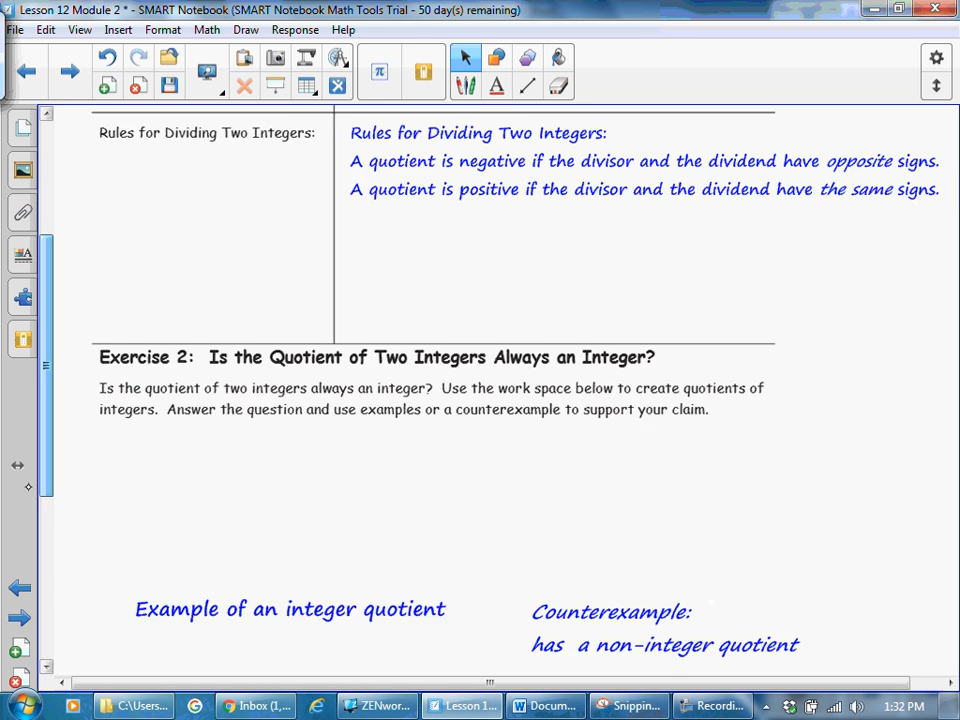 Lesson 12 Module 2 * - SMART Notebook (SMART Notebook Math Tools Trial - 50 day(s) remaining)
File Edit View Insert Format Math Draw Response Help
π
A
Rules for Dividing Two Integers:
Rules for Dividing Two Integers:
A quotient is negative if the divisor and the dividend have opposite signs.
A quotient is positive if the divisor and the dividend have the same signs.
Exercise 2: Is the Quotient of Two Integers Always an Integer?
Is the quotient of two integers always an integer? Use the work space below to create quotients of
integers. Answer the question and use examples or a counterexample to support your claim.
Example of an integer quotient
Counterexample:
has a non-integer quotient
C:\Users... Inbox (1,... ZENwor... Lesson 1... Docum... Snippin... Recordi... 1:32 PM